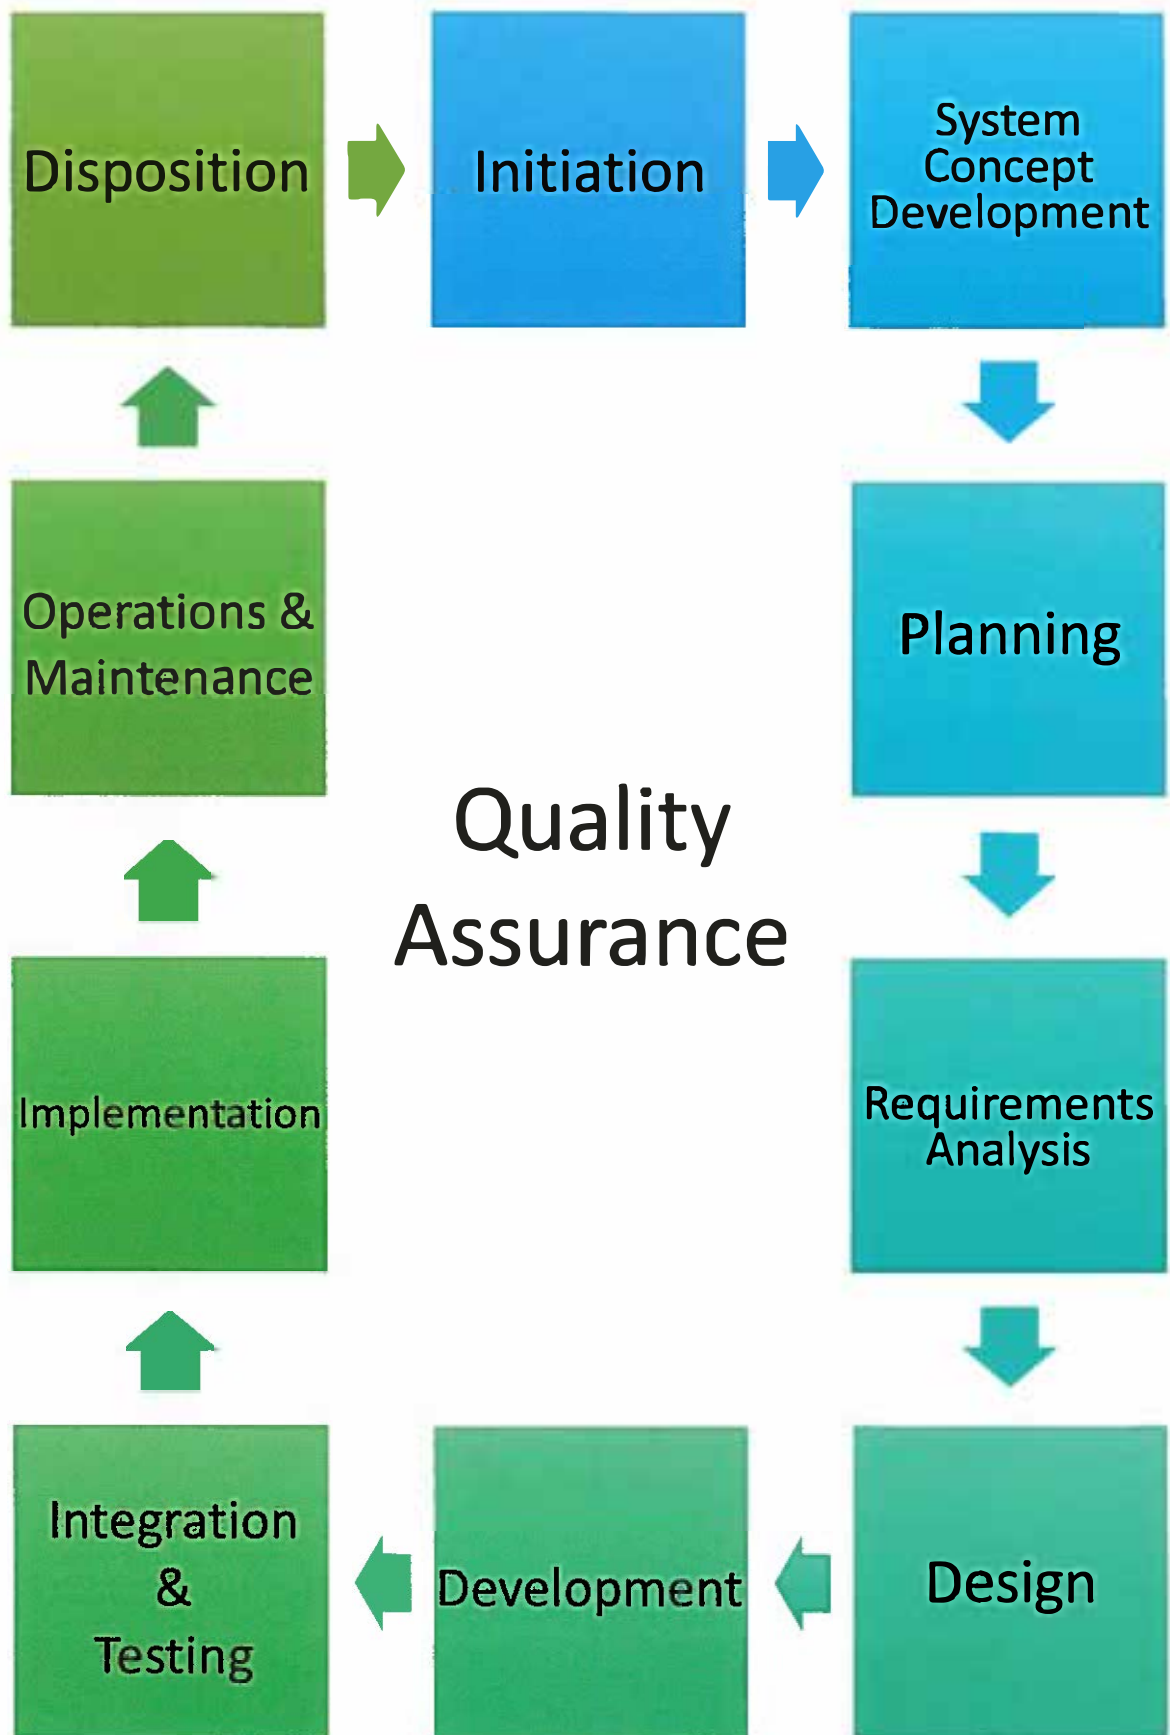 Disposition
Initiation
System
Concept
Development
Operations &
Maintenance
Planning
Quality
Assurance
Implementation
Requirements
Analysis
Integration
&
Testing
Development
Design